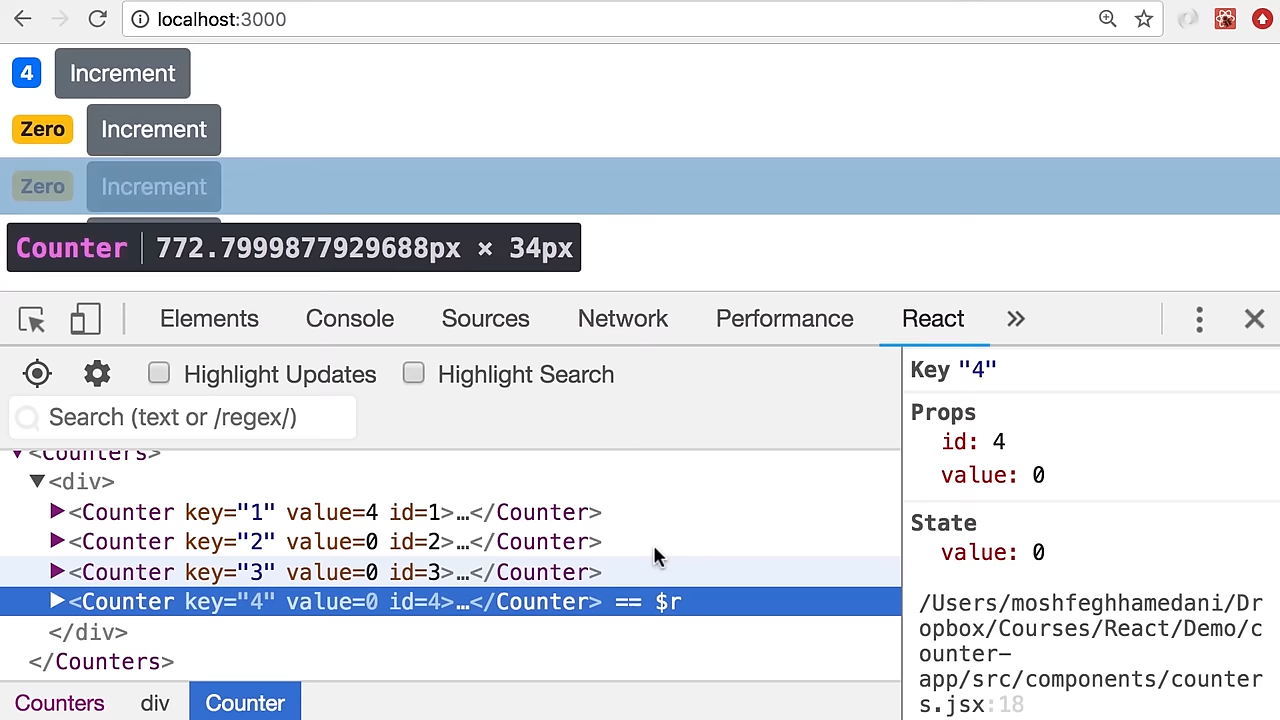 localhost:3000
4 Increment
Zero Increment
Zero Increment
Counter 772.7999877929688px × 34px
Elements Console Sources Network Performance React »
Highlight Updates Highlight Search
Search (text or /regex/)
<Counters>
<div>
<Counter key="1" value=4 id=1>…</Counter>
<Counter key="2" value=0 id=2>…</Counter>
<Counter key="3" value=0 id=3>…</Counter>
<Counter key="4" value=0 id=4>…</Counter> == $r
</div>
</Counters>
Counters div Counter
Key "4"
Props
id: 4
value: 0
State
value: 0
/Users/moshfeghhamedani/Dr
opbox/Courses/React/Demo/c
ounter-
app/src/components/counter
s.jsx:18